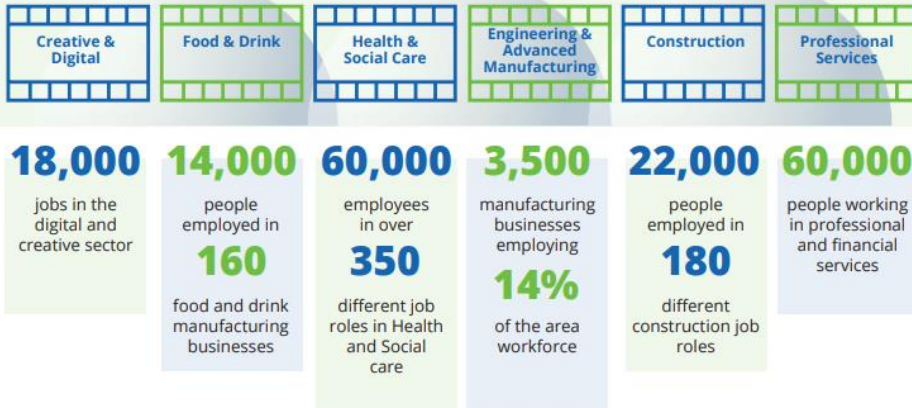 Creative &
Digital
Food & Drink
Health &
Social Care
Engineering &
Advanced
Manufacturing
Construction
Professional
Services
18,000
jobs in the
digital and
creative sector
14,000
people
employed in
160
food and drink
manufacturing
businesses
60,000
employees
in over
350
different job
roles in Health
and Social
care
3,500
manufacturing
businesses
employing
14%
of the area
workforce
22,000
people
employed in
180
different
construction job
roles
60,000
people working
in professional
and financial
services